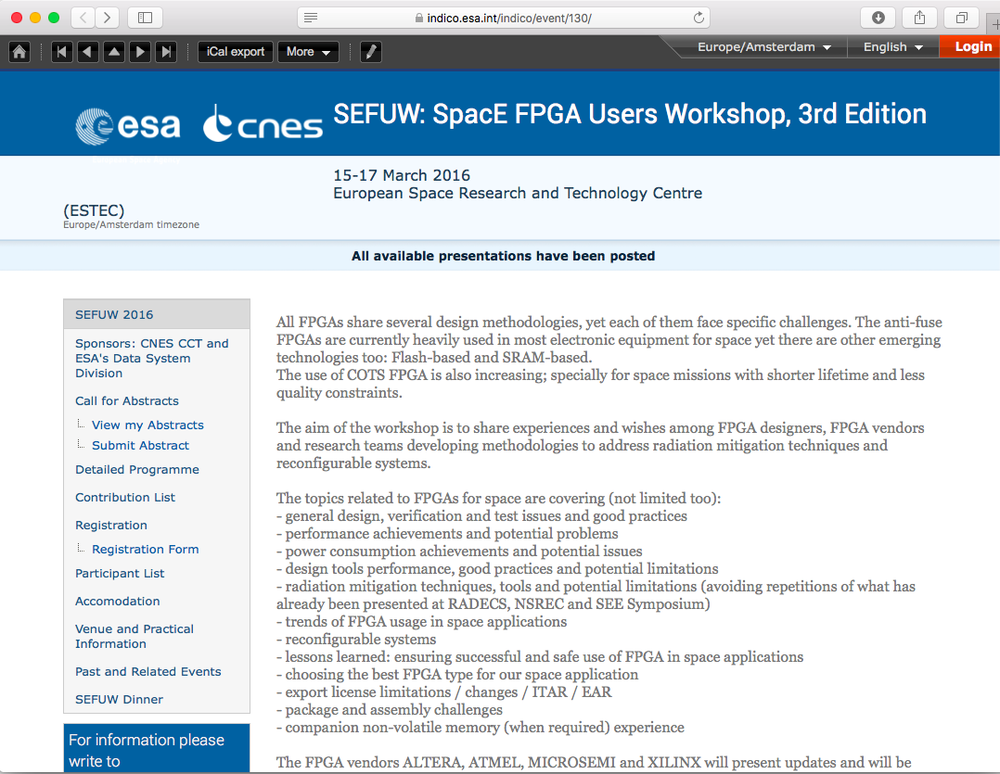 indico.esa.int/indico/event/130/
iCal export
More
Europe/Amsterdam
English
Login
esa
cnes
SEFUW: SpacE FPGA Users Workshop, 3rd Edition
15-17 March 2016
European Space Research and Technology Centre
(ESTEC)
Europe/Amsterdam timezone
All available presentations have been posted
SEFUW 2016
Sponsors: CNES CCT and
ESA's Data System
Division
Call for Abstracts
View my Abstracts
Submit Abstract
Detailed Programme
Contribution List
Registration
Registration Form
Participant List
Accomodation
Venue and Practical
Information
Past and Related Events
SEFUW Dinner
For information please
write to
All FPGAs share several design methodologies, yet each of them face specific challenges. The anti-fuse
FPGAs are currently heavily used in most electronic equipment for space yet there are other emerging
technologies too: Flash-based and SRAM-based.
The use of COTS FPGA is also increasing; specially for space missions with shorter lifetime and less
quality constraints.
The aim of the workshop is to share experiences and wishes among FPGA designers, FPGA vendors
and research teams developing methodologies to address radiation mitigation techniques and
reconfigurable systems.
The topics related to FPGAs for space are covering (not limited too):
- general design, verification and test issues and good practices
- performance achievements and potential problems
- power consumption achievements and potential issues
- design tools performance, good practices and potential limitations
- radiation mitigation techniques, tools and potential limitations (avoiding repetitions of what has
already been presented at RADECS, NSREC and SEE Symposium)
- trends of FPGA usage in space applications
- reconfigurable systems
- lessons learned: ensuring successful and safe use of FPGA in space applications
- choosing the best FPGA type for our space application
- export license limitations / changes / ITAR / EAR
- package and assembly challenges
- companion non-volatile memory (when required) experience
The FPGA vendors ALTERA, ATMEL, MICROSEMI and XILINX will present updates and will be